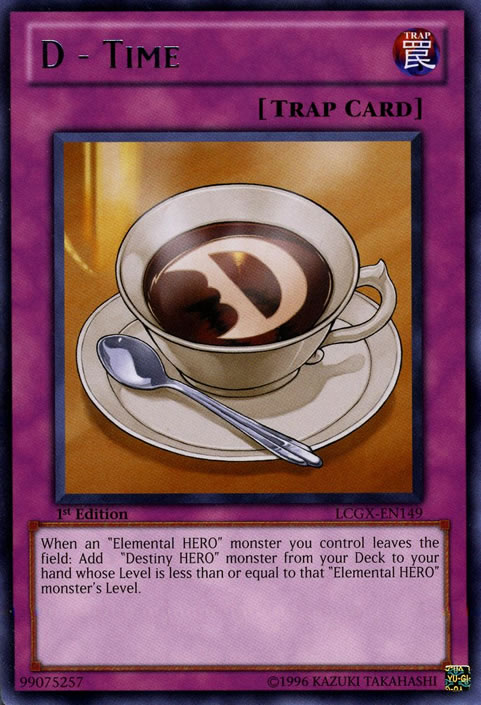 D - Time
TRAP
罠
[Trap Card]
D
1st Edition
LCGX-EN149
When an "Elemental HERO" monster you control leaves the
field: Add "Destiny HERO" monster from your Deck to your
hand whose Level is less than or equal to that "Elemental HERO"
monster's Level.
99075257
©1996 KAZUKI TAKAHASHI
YU-GI-